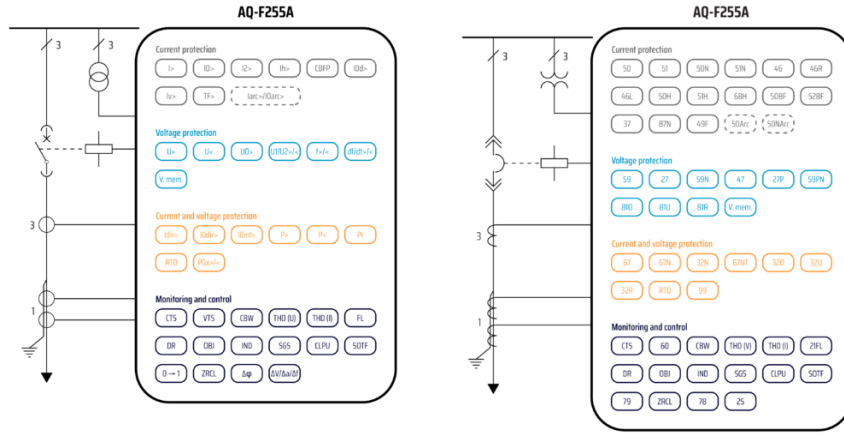 AQ-F255A
3
3
Current protection
I> I0> I2> Ih> CBFP I0d>
Iv> TF> Iarc>/I0arc>
Voltage protection
U> U< U0> U1/U2>/< f>/< df/dt>/<
V. mem.
Current and voltage protection
Idir> I0dir> I0int> P> P< Pr
RTD PGx>/<
3
1
Monitoring and control
CTS VTS CBW THD (U) THD (I) FL
DR OBJ IND SGS CLPU SOTF
0 → 1 ZRCL Δφ ΔV/Δa/Δf
AQ-F255A
3
3
Current protection
50 51 50N 51N 46 46R
46L 50H 51H 68H 50BF 52BF
37 87N 49F 50Arc 50NArc
Voltage protection
59 27 59N 47 27P 59PN
81O 81U 81R V. mem.
Current and voltage protection
67 67N 32N 67NT 32O 32U
32R RTD 99
3
1
Monitoring and control
CTS 60 CBW THD (V) THD (I) 21FL
DR OBJ IND SGS CLPU SOTF
79 ZRCL 78 25